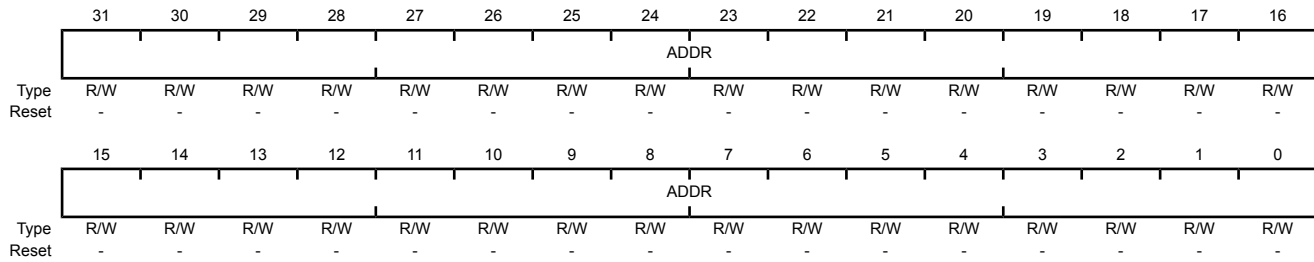 31 30 29 28 27 26 25 24 23 22 21 20 19 18 17 16
ADDR
Type R/W R/W R/W R/W R/W R/W R/W R/W R/W R/W R/W R/W R/W R/W R/W R/W
Reset - - - - - - - - - - - - - - - -
15 14 13 12 11 10 9 8 7 6 5 4 3 2 1 0
ADDR
Type R/W R/W R/W R/W R/W R/W R/W R/W R/W R/W R/W R/W R/W R/W R/W R/W
Reset - - - - - - - - - - - - - - - -